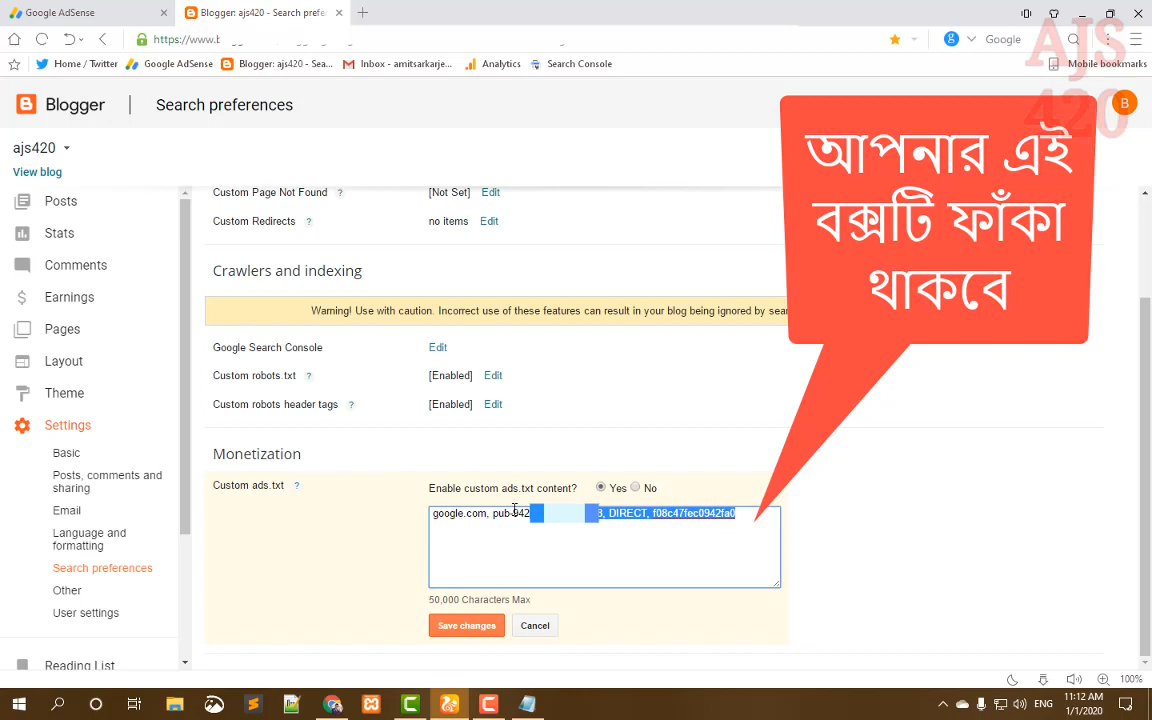 Google AdSense
Blogger: ajs420 - Search prefe
https://www.b
Google
Home / Twitter
Google AdSense
Blogger: ajs420 - Sea...
Inbox - amitsarkarje...
Analytics
Search Console
Mobile bookmarks
AJS
420
Blogger
Search preferences
B
ajs420
View blog
Posts
Stats
Comments
Earnings
Pages
Layout
Theme
Settings
Basic
Posts, comments and
sharing
Email
Language and
formatting
Search preferences
Other
User settings
Reading List
Custom Page Not Found ? [Not Set] Edit
Custom Redirects ? no items Edit
Crawlers and indexing
Warning! Use with caution. Incorrect use of these features can result in your blog being ignored by sea
Google Search Console Edit
Custom robots.txt ? [Enabled] Edit
Custom robots header tags ? [Enabled] Edit
Monetization
Custom ads.txt ? Enable custom ads.txt content? Yes No
google.com, pub-942 3, DIRECT, f08c47fec0942fa0
50,000 Characters Max
Save changes Cancel
আপনার এই
বক্সটি ফাঁকা
থাকবে
100%
ENG
11:12 AM
1/1/2020